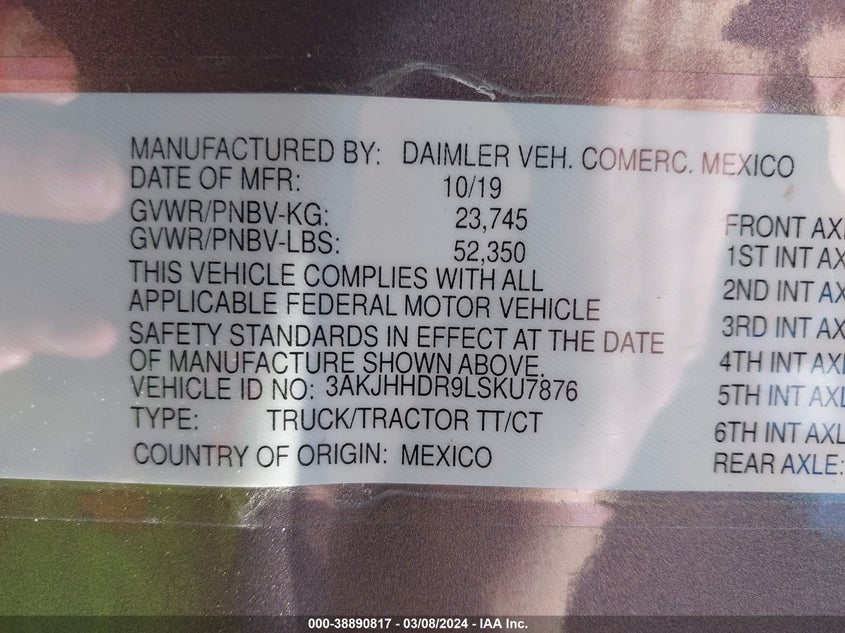 MANUFACTURED BY: DAIMLER VEH. COMERC. MEXICO
DATE OF MFR: 10/19
GVWR/PNBV-KG: 23,745
GVWR/PNBV-LBS: 52,350
THIS VEHICLE COMPLIES WITH ALL
APPLICABLE FEDERAL MOTOR VEHICLE
SAFETY STANDARDS IN EFFECT AT THE DATE
OF MANUFACTURE SHOWN ABOVE.
VEHICLE ID NO: 3AKJHHDR9LSKU7876
TYPE: TRUCK/TRACTOR TT/CT
COUNTRY OF ORIGIN: MEXICO
FRONT AXL
1ST INT AX
2ND INT AX
3RD INT AX
4TH INT AXL
5TH INT AXL
6TH INT AXL
REAR AXLE:
000-38890817 - 03/08/2024 - IAA Inc.